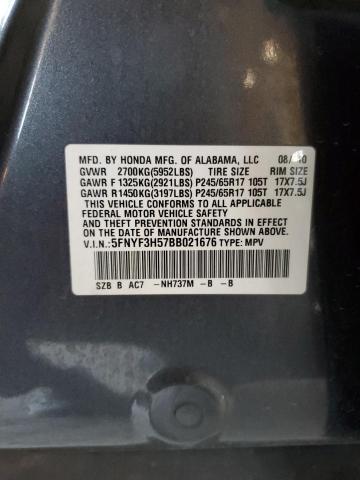 MFD. BY HONDA MFG. OF ALABAMA, LLC 08/10
GVWR 2700KG(5952LBS) TIRE SIZE RIM SIZE
GAWR F 1325KG(2921LBS) P245/65R17 105T 17X7.5J
GAWR R1450KG(3197LBS) P245/65R17 105T 17X7.5J
THIS VEHICLE CONFORMS TO ALL APPLICABLE
FEDERAL MOTOR VEHICLE SAFETY
AND THEFT PREVENTION STANDARDS IN EFFECT
ON THE DATE OF MANUFACTURE SHOWN ABOVE.
V.I.N.: 5FNYF3H57BB021676 TYPE: MPV
SZB B AC7 -NH737M -B -B